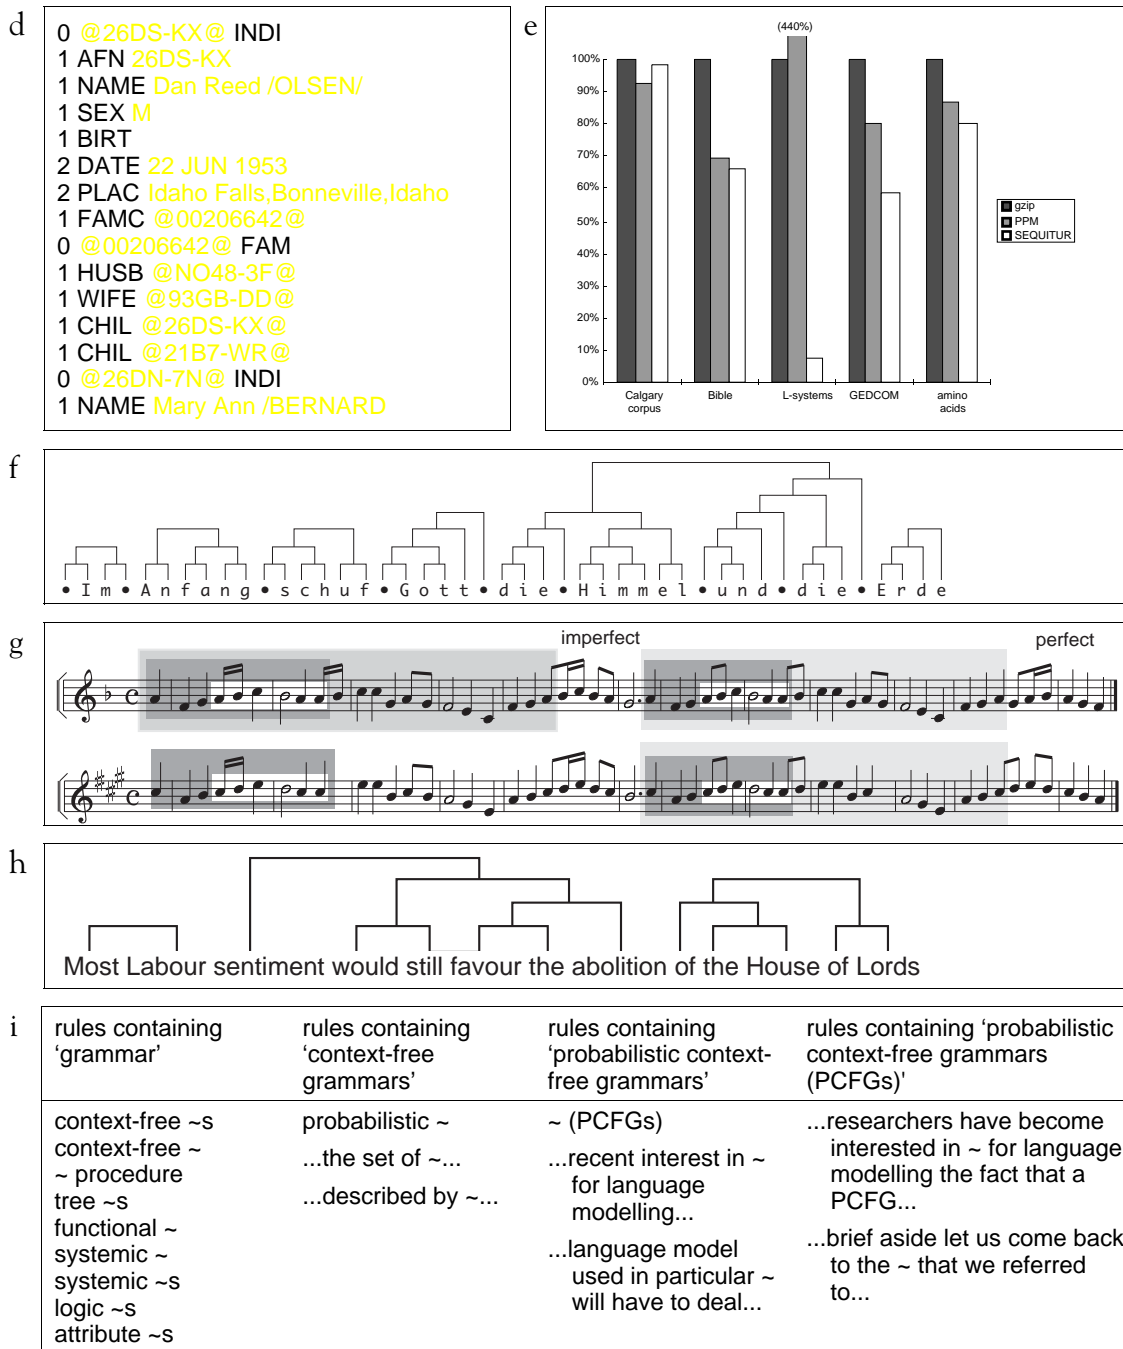 d
0 @26DS-KX@ INDI
1 AFN 26DS-KX
1 NAME Dan Reed /OLSEN/
1 SEX M
1 BIRT
2 DATE 22 JUN 1953
2 PLAC Idaho Falls,Bonneville,Idaho
1 FAMC @00206642@
0 @00206642@ FAM
1 HUSB @NO48-3F@
1 WIFE @93GB-DD@
1 CHIL @26DS-KX@
1 CHIL @21B7-WR@
0 @26DN-7N@ INDI
1 NAME Mary Ann /BERNARD
e
(440%)
100%
90%
80%
70%
60%
50%
40%
30%
20%
10%
0%
Calgary
corpus
Bible
L-systems
GEDCOM
amino
acids
gzip
PPM
SEQUITUR
f
•Im•Anfang•schuf•Gott•die•Himmel•und•die•Erde
g
imperfect
perfect
h
Most Labour sentiment would still favour the abolition of the House of Lords
i
rules containing
‘grammar’
context-free ~s
context-free ~
~ procedure
tree ~s
functional ~
systemic ~
systemic ~s
logic ~s
attribute ~s
rules containing
‘context-free
grammars’
probabilistic ~
...the set of ~...
...described by ~...
rules containing
‘probabilistic context-
free grammars’
~ (PCFGs)
...recent interest in ~
for language
modelling...
...language model
used in particular ~
will have to deal...
rules containing ‘probabilistic
context-free grammars
(PCFGs)'
...researchers have become
interested in ~ for language
modelling the fact that a
PCFG...
...brief aside let us come back
to the ~ that we referred
to...